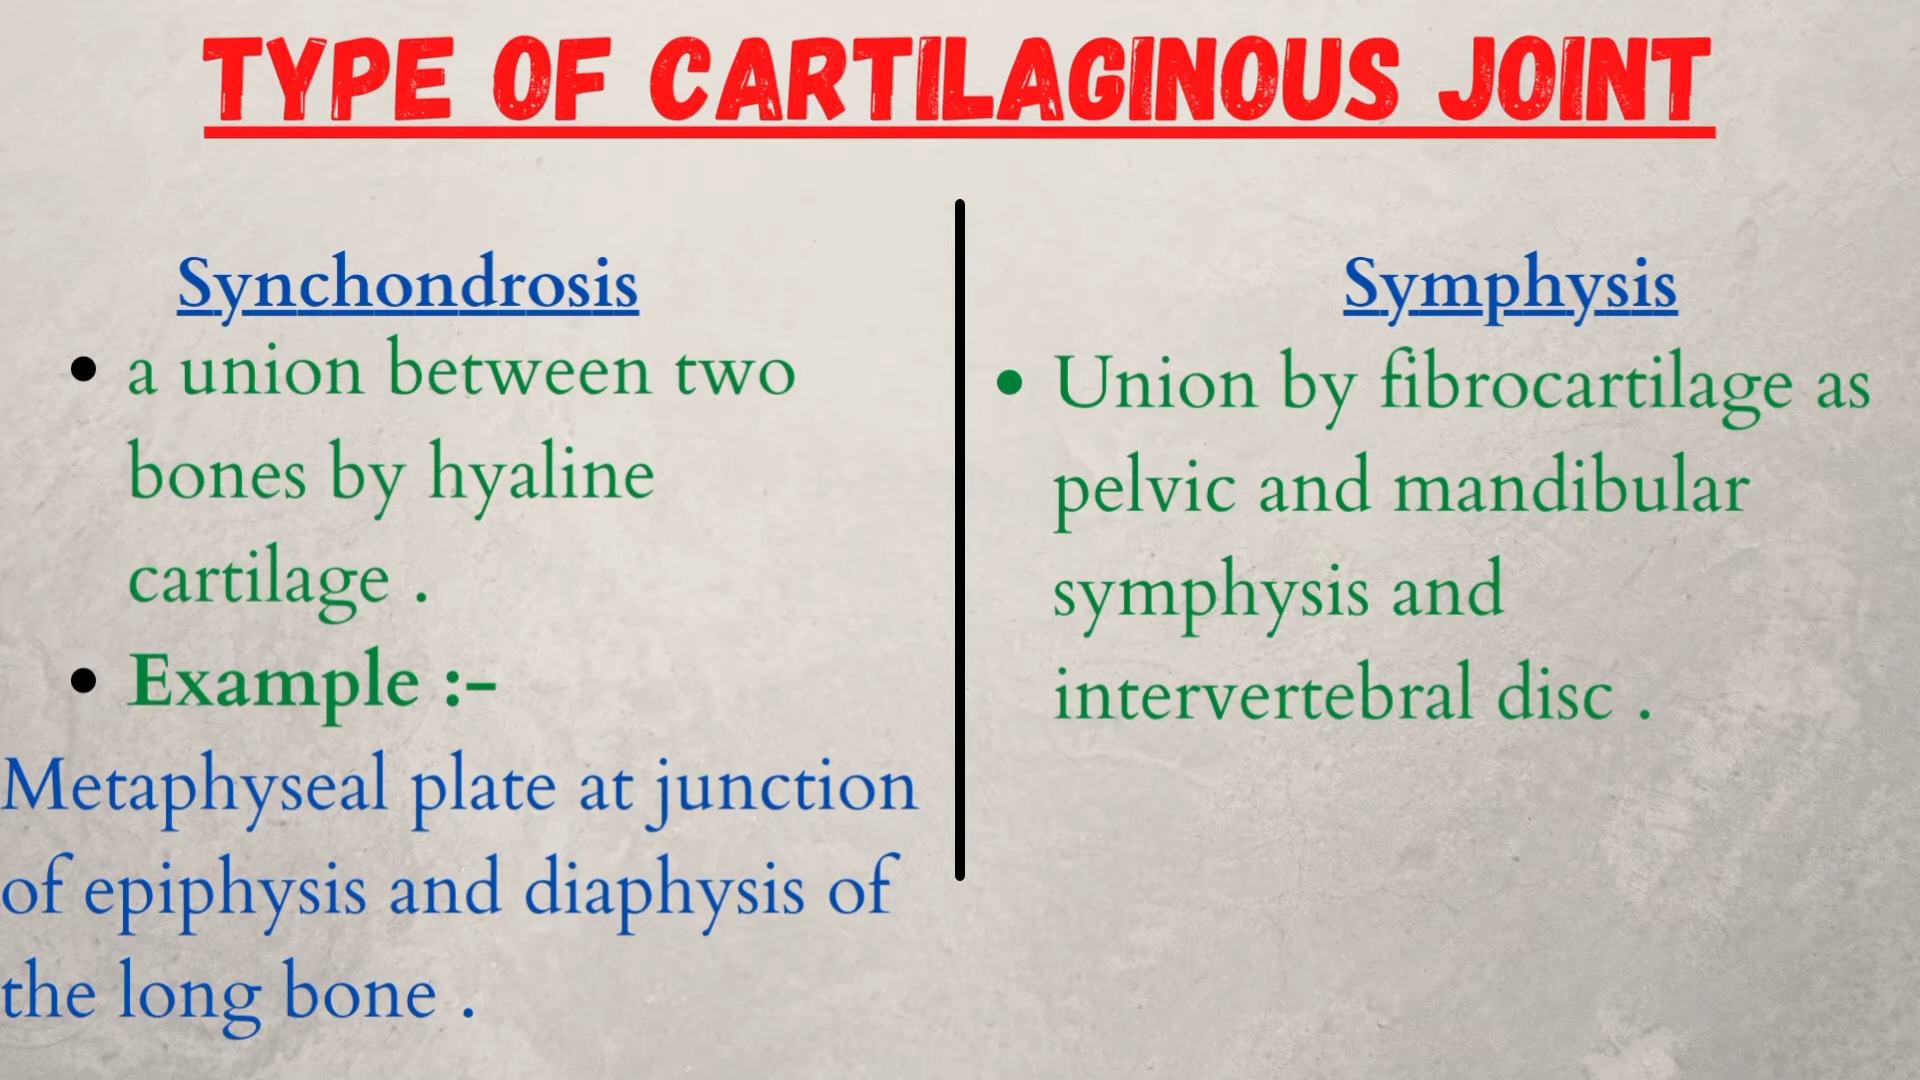 TYPE OF CARTILAGINOUS JOINT
Synchondrosis
• a union between two
bones by hyaline
cartilage .
• Example :-
Metaphyseal plate at junction
of epiphysis and diaphysis of
the long bone .
Symphysis
• Union by fibrocartilage as
pelvic and mandibular
symphysis and
intervertebral disc .